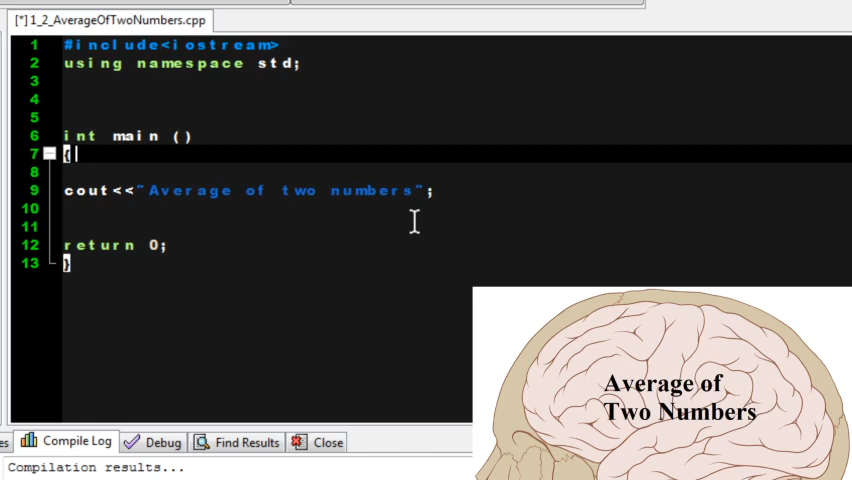 [*] 1_2_AverageOfTwoNumbers.cpp
1 #include<iostream>
2 using namespace std;
3
4
5
6 int main ()
7 {
8
9 cout<<"Average of two numbers";
10
11
12 return 0;
13 }
Average of
Two Numbers
es Compile Log Debug Find Results Close
Compilation results...